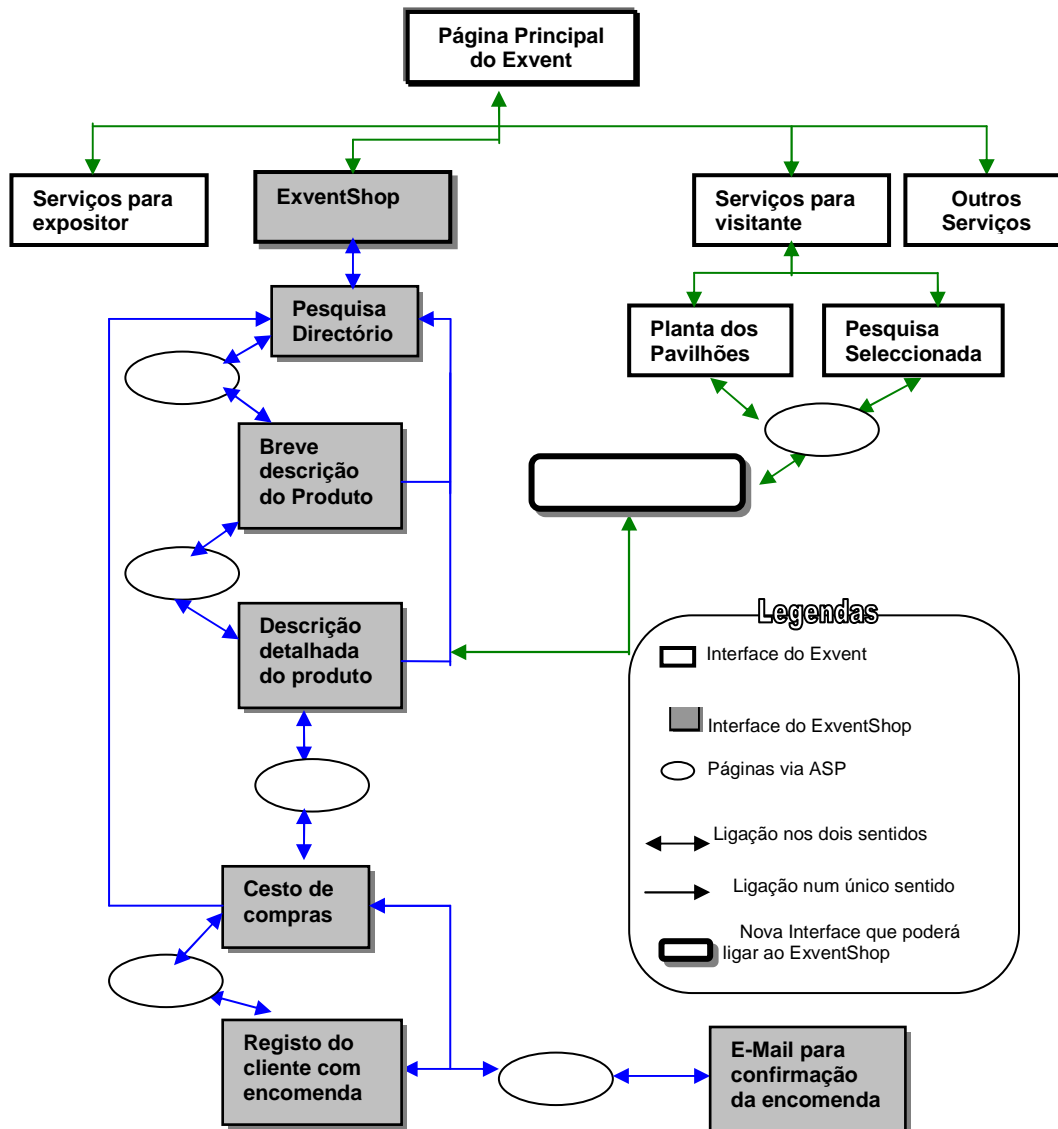 Página Principal
do Exvent
Serviços para
expositor
ExventShop
Serviços para
visitante
Outros
Serviços
Pesquisa
Directório
Planta dos
Pavilhões
Pesquisa
Seleccionada
Breve
descrição
do Produto
Descrição
detalhada
do produto
Legendas
Interface do Exvent
Interface do ExventShop
Páginas via ASP
Ligação nos dois sentidos
Ligação num único sentido
Nova Interface que poderá
ligar ao ExventShop
Cesto de
compras
Registo do
cliente com
encomenda
E-Mail para
confirmação
da encomenda